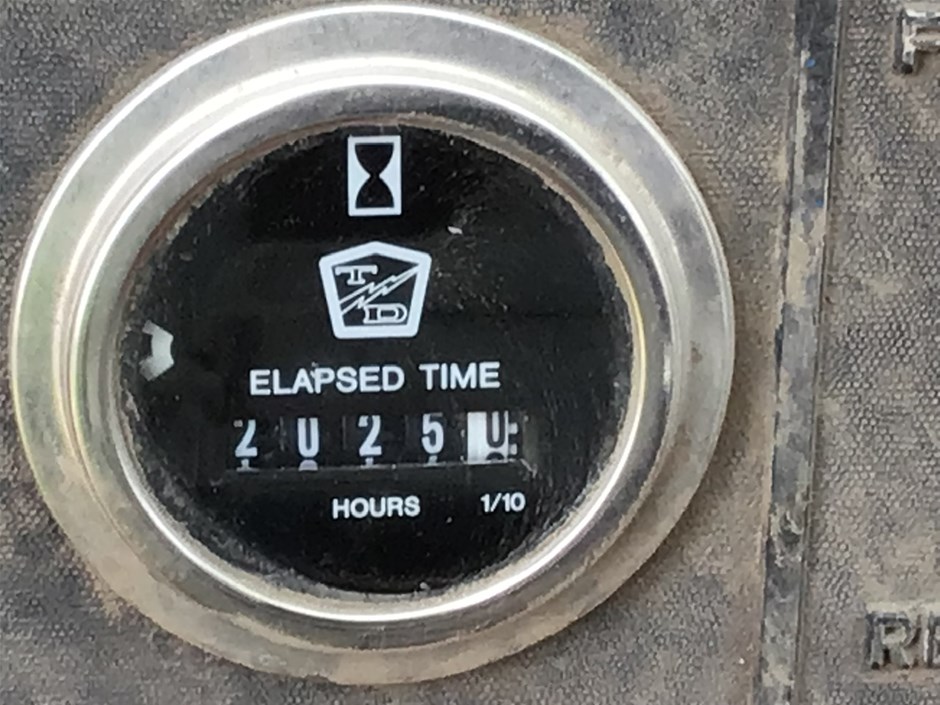 T
D
ELAPSED TIME
2 0 2 5 0
HOURS 1/10